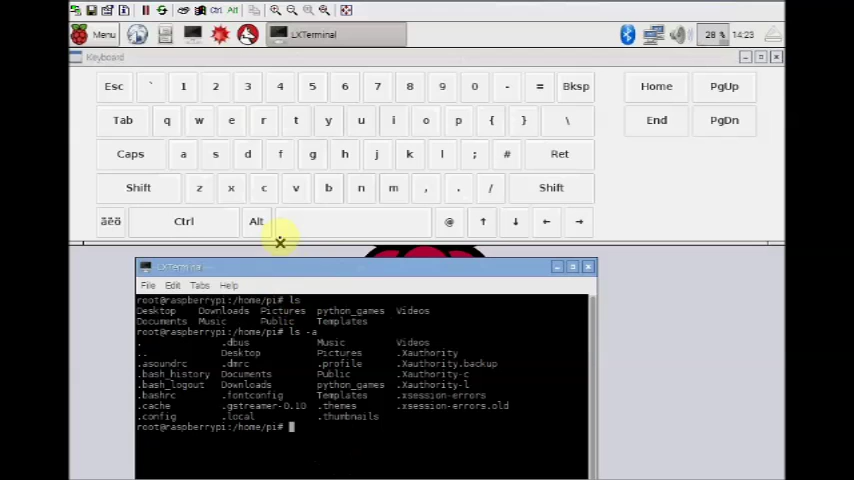 Ctrl Alt
Menu LXTerminal 28 % 14:23
Keyboard
Esc ` 1 2 3 4 5 6 7 8 9 0 - = Bksp Home PgUp
Tab q w e r t y u i o p { } \ End PgDn
Caps a s d f g h j k l ; # Ret
Shift z x c v b n m , . / Shift
äëö Ctrl Alt @ ↑ ↓ ← →
LXTerminal
File Edit Tabs Help
root@raspberrypi:/home/pi# ls
Desktop Downloads Pictures python_games Videos
Documents Music Public Templates
root@raspberrypi:/home/pi# ls -a
. .dbus Music Videos
.. Desktop Pictures .Xauthority
.asoundrc .dmrc .profile .Xauthority.backup
.bash_history Documents Public .Xauthority-c
.bash_logout Downloads python_games .Xauthority-l
.bashrc .fontconfig Templates .xsession-errors
.cache .gstreamer-0.10 .themes .xsession-errors.old
.config .local .thumbnails
root@raspberrypi:/home/pi#